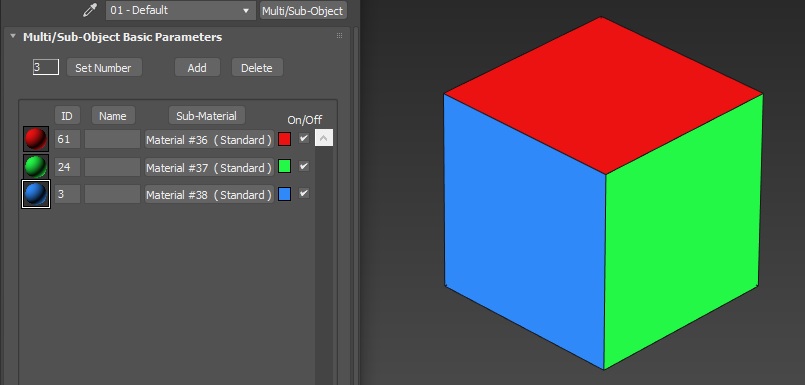 01 - Default Multi/Sub-Object
Multi/Sub-Object Basic Parameters
3 Set Number Add Delete
ID Name Sub-Material On/Off
61 Material #36 ( Standard )
24 Material #37 ( Standard )
3 Material #38 ( Standard )